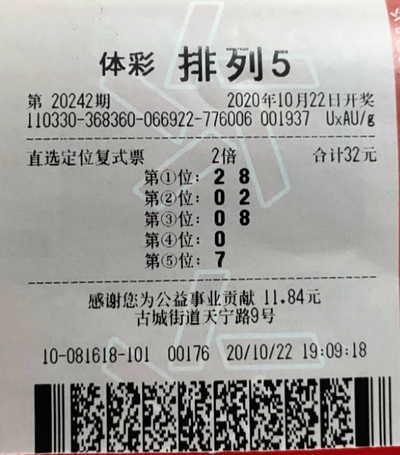 体彩 排列5
第 20242期 2020年10月22日开奖
110330-368360-066922-776006 001937 UxAU/g
直选定位复式票 2倍 合计32元
第①位: 2 8
第②位: 0 2
第③位: 0 8
第④位: 0
第⑤位: 7
感谢您为公益事业贡献 11.84元
古城街道天宁路9号
10-081618-101 00176 20/10/22 19:09:18